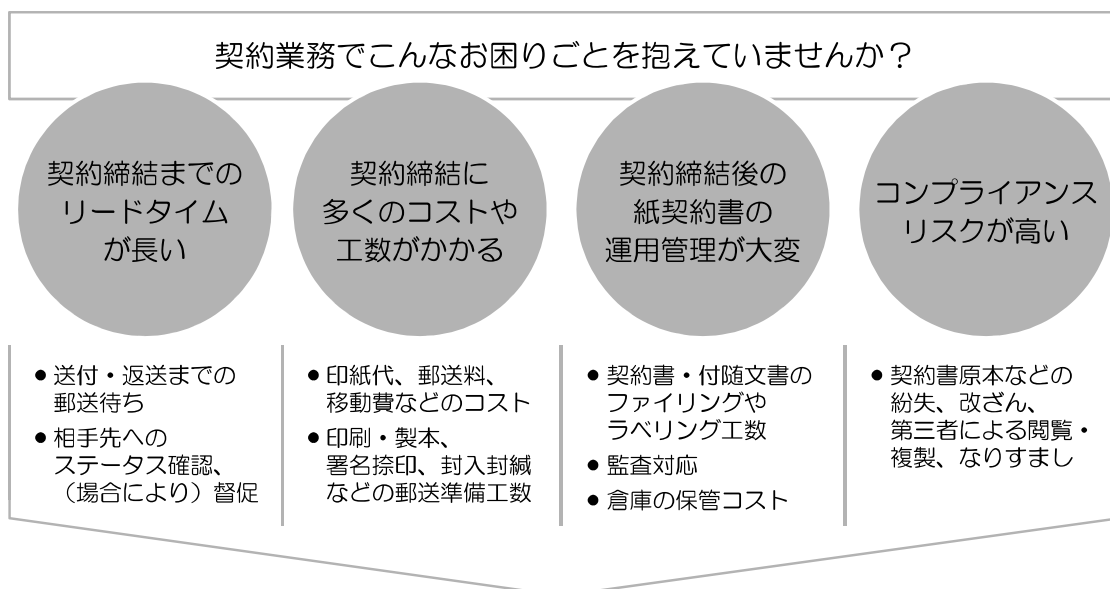 契約業務でこんなお困りごとを抱えていませんか？
契約締結までの
リードタイム
が長い
契約締結に
多くのコストや
工数がかかる
契約締結後の
紙契約書の
運用管理が大変
コンプライアンス
リスクが高い
● 送付・返送までの
郵送待ち
● 相手先への
ステータス確認、
（場合により）督促
● 印紙代、郵送料、
移動費などのコスト
● 印刷・製本、
署名捺印、封入封緘
などの郵送準備工数
● 契約書・付随文書の
ファイリングや
ラベリング工数
● 監査対応
● 倉庫の保管コスト
● 契約書原本などの
紛失、改ざん、
第三者による閲覧・
複製、なりすまし